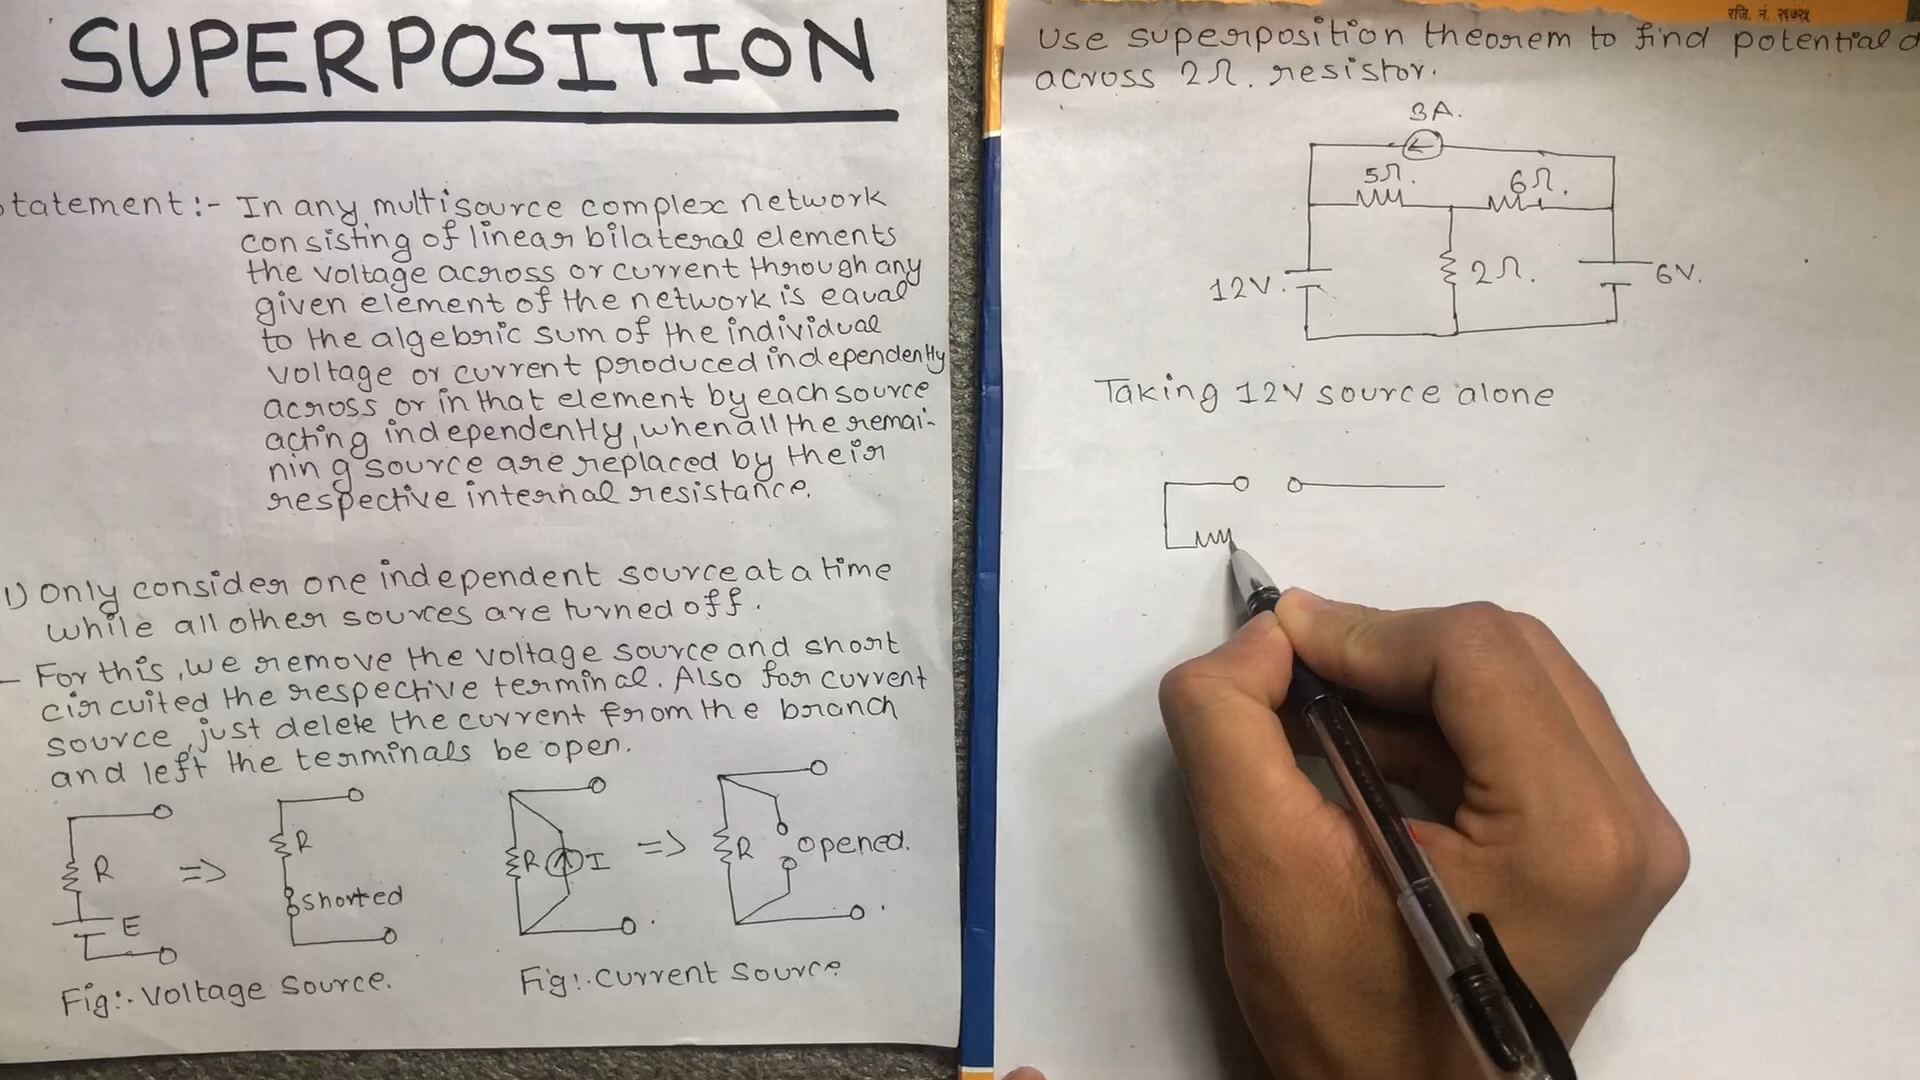 SUPERPOSITION
tatement:- In any multisource complex network
consisting of linear bilateral elements
the voltage across or current through any
given element of the network is equal
to the algebric sum of the individual
voltage or current produced independently
across or in that element by each source
acting independently, when all the remai-
ning source are replaced by their
respective internal resistance.
1) Only consider one independent source at a time
while all other sources are turned off.
- For this, we remove the voltage source and short
circuited the respective terminal. Also for current
source, just delete the current from the branch
and left the terminals be open.
R => R shorted E
R I => R opened.
Fig:. Voltage Source.
Fig:. Current Source
रजि. नं. २६७२५
Use superposition theorem to find potential d
across 2Ω. resistor.
3A.
5Ω. 6Ω.
12V. 2Ω. 6V.
Taking 12V source alone